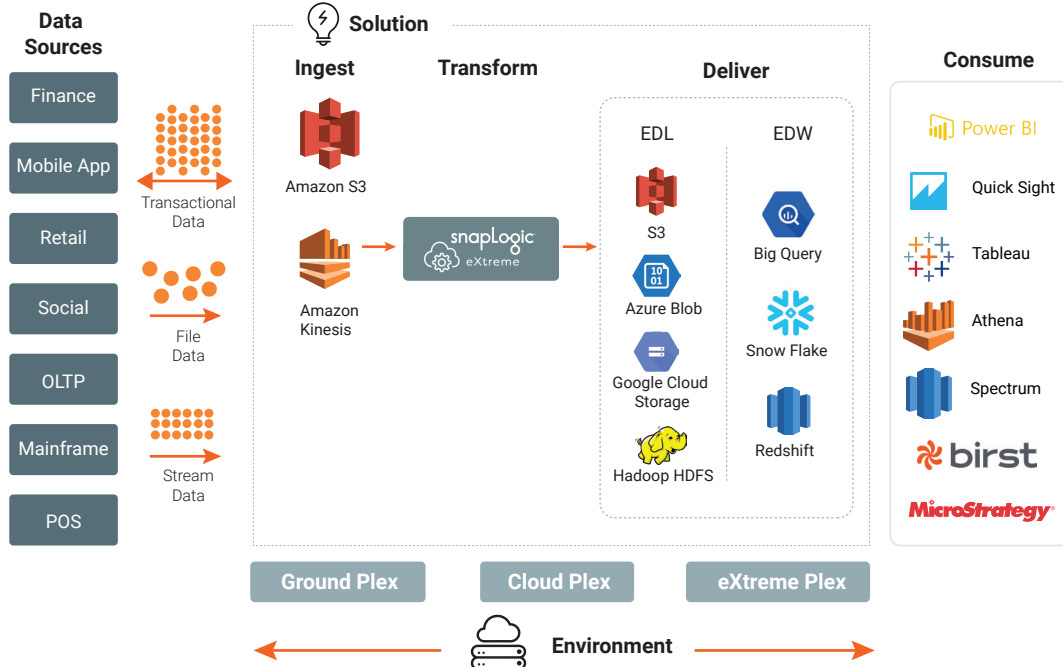 Data
Sources
Finance
Mobile App
Retail
Social
OLTP
Mainframe
POS
Transactional
Data
File
Data
Stream
Data
Solution
Ingest
Amazon S3
Amazon
Kinesis
Transform
snapLogic
eXtreme
Deliver
EDL
S3
10
01
Azure Blob
Google Cloud
Storage
Hadoop HDFS
EDW
Big Query
Snow Flake
Redshift
Consume
Power BI
Quick Sight
Tableau
Athena
Spectrum
birst
MicroStrategy®
Ground Plex
Cloud Plex
eXtreme Plex
Environment